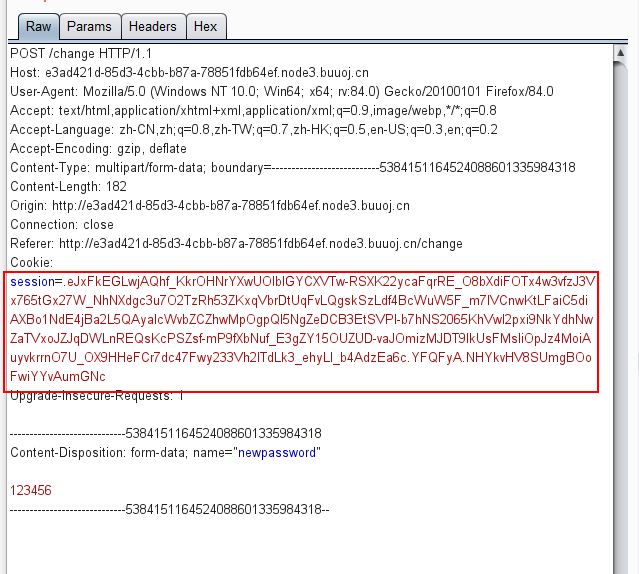 Raw Params Headers Hex
POST /change HTTP/1.1
Host: e3ad421d-85d3-4cbb-b87a-78851fdb64ef.node3.buuoj.cn
User-Agent: Mozilla/5.0 (Windows NT 10.0; Win64; x64; rv:84.0) Gecko/20100101 Firefox/84.0
Accept: text/html,application/xhtml+xml,application/xml;q=0.9,image/webp,*/*;q=0.8
Accept-Language: zh-CN,zh;q=0.8,zh-TW;q=0.7,zh-HK;q=0.5,en-US;q=0.3,en;q=0.2
Accept-Encoding: gzip, deflate
Content-Type: multipart/form-data; boundary=---------------------------5384151164524088601335984318
Content-Length: 182
Origin: http://e3ad421d-85d3-4cbb-b87a-78851fdb64ef.node3.buuoj.cn
Connection: close
Referer: http://e3ad421d-85d3-4cbb-b87a-78851fdb64ef.node3.buuoj.cn/change
Cookie:
session=.eJxFkEGLwjAQhf_KkrOHNrYXwUOlblGYCXVTw-RSXK22ycaFqrRE_O8bXdiFOTx4w3vfzJ3Vx765tGx27W_NhNXdgc3u7O2TzRh53ZKxqVbrDtUqFvLQgskSzLdf4BcWuW5F_m7lVCnwKtLFaiC5diAXBo1NdE4jBa2L5QAyaIcWvbZCZhwMpOgpQl5NgZeDCB3EtSVPl-b7hNS2065KhVwl2pxi9NkYdhNwZaTVxoJZJqDWLnREQsKcPSZsf-mP9fXbNuf_E3gZY15OUZUD-vaJOmizMJDT9IkUsFMsliOpJz4MoiAuyvkrrnO7U_OX9HHeFCr7dc47Fwy233Vh2ITdLk3_ehyLI_b4AdzEa6c.YFQFyA.NHYkvHV8SUmgBOoFwiYYvAumGNc
Upgrade-Insecure-Requests: 1
-----------------------------5384151164524088601335984318
Content-Disposition: form-data; name="newpassword"
123456
-----------------------------5384151164524088601335984318--